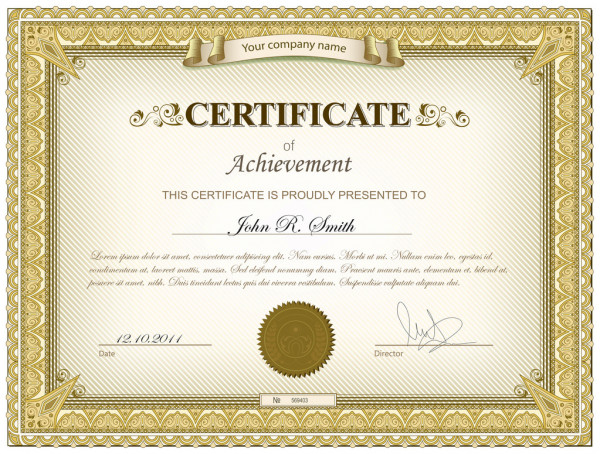 Your company name
CERTIFICATE
of
Achievement
THIS CERTIFICATE IS PROUDLY PRESENTED TO
John R. Smith
Lorem ipsum dolor sit amet, consectetuer adipiscing elit. Nam cursus. Morbi ut mi. Nullam enim leo, egestas id,
condimentum at, laoreet mattis, massa. Sed eleifend nonummy diam. Praesent mauris ante, elementum et, bibend at,
posuere sit amet, nibh. Duis tincidunt lectus quis dui viverra vestibulum. Suspendisse vulputate aliquam dui.
12.10.2011
Date
Director
№ 569433